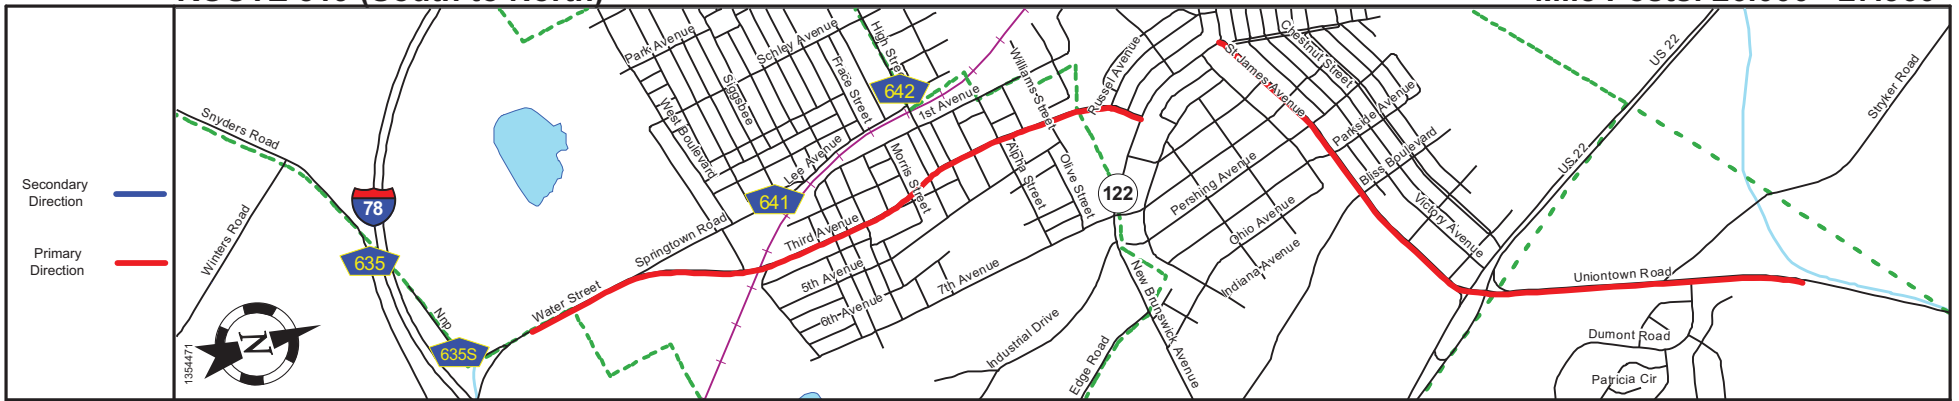 Secondary
Direction
Primary
Direction
Snyders Road
Winters Road
78
635
Nnp
635S
1354471
N
Water Street
Springtown Road
Park Avenue
Schley Avenue
Siggsbee
West Boulevard
Frace Street
High Street
642
641
Lee Avenue
1st Avenue
Morris Street
Third Avenue
5th Avenue
6th Avenue
7th Avenue
Williams Street
Alpha Street
Olive Street
Russel Avenue
122
Industrial Drive
Edge Road
New Brunswick Avenue
Pershing Avenue
Ohio Avenue
Indiana Avenue
St James Avenue
Chestnut Street
Parkside Avenue
Bliss Boulevard
Victory Avenue
US 22
US 22
Uniontown Road
Dumont Road
Patricia Cir
Stryker Road